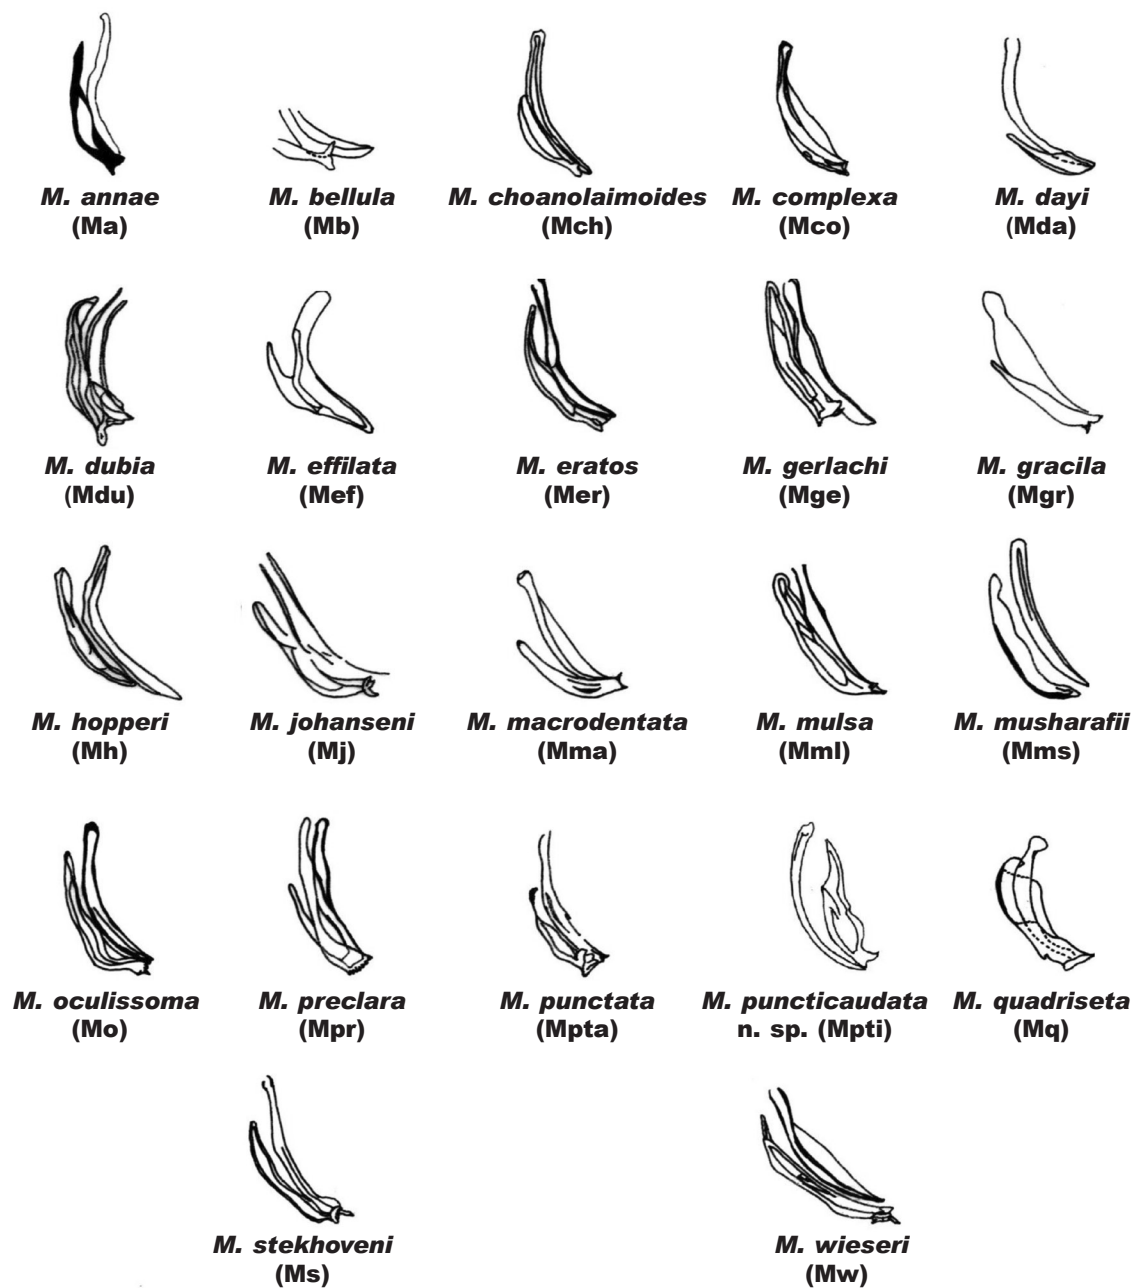 M. annae M. bellula M. choanolaimoides M. complexa M. dayi
(Ma) (Mb) (Mch) (Mco) (Mda)
M. dubia M. effilata M. eratos M. gerlachi M. gracila
(Mdu) (Mef) (Mer) (Mge) (Mgr)
M. hopperi M. johanseni M. macrodentata M. mulsa M. musharafii
(Mh) (Mj) (Mma) (Mml) (Mms)
M. oculissoma M. preclara M. punctata M. puncticaudata M. quadriseta
(Mo) (Mpr) (Mpta) n. sp. (Mpti) (Mq)
M. stekhoveni M. wieseri
(Ms) (Mw)